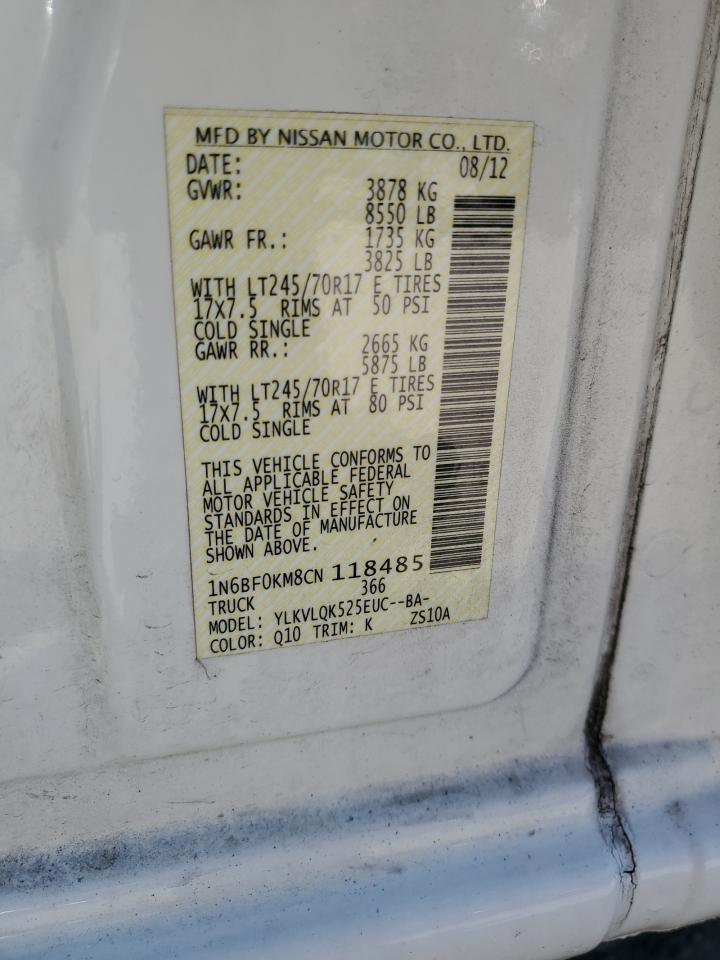 MFD BY NISSAN MOTOR CO., LTD.
DATE: 08/12
GVWR: 3878 KG
8550 LB
GAWR FR.: 1735 KG
3825 LB
WITH LT245/70R17 E TIRES
17X7.5 RIMS AT 50 PSI
COLD SINGLE
GAWR RR.: 2665 KG
5875 LB
WITH LT245/70R17 E TIRES
17X7.5 RIMS AT 80 PSI
COLD SINGLE
THIS VEHICLE CONFORMS TO
ALL APPLICABLE FEDERAL
MOTOR VEHICLE SAFETY
STANDARDS IN EFFECT ON
THE DATE OF MANUFACTURE
SHOWN ABOVE.
1N6BF0KM8CN 118485
TRUCK 366
MODEL: YLKVLQK525EUC--BA-
COLOR: Q10 TRIM: K ZS10A